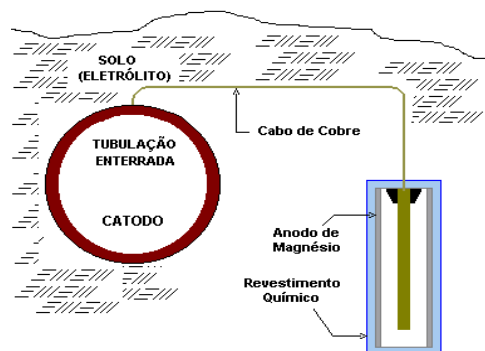 SOLO
(ELETRÓLITO)
TUBULAÇÃO
ENTERRADA
CATODO
Cabo de Cobre
Anodo de
Magnésio
Revestimento
Químico